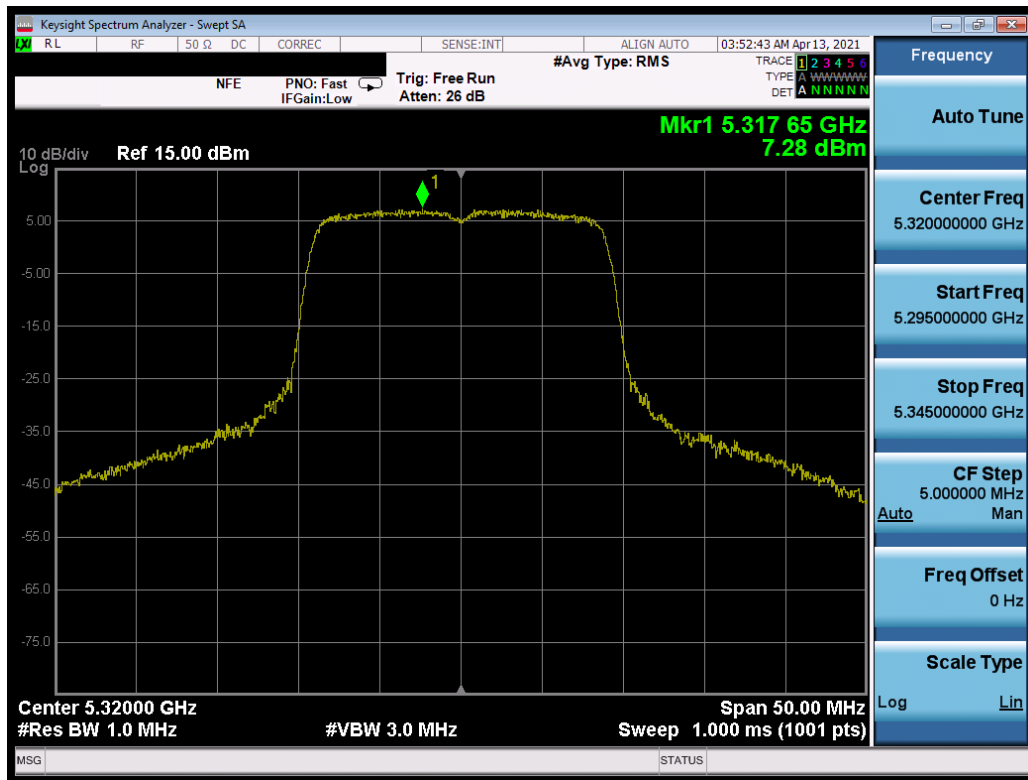 Keysight Spectrum Analyzer - Swept SA
LXI RL RF 50 Ω DC CORREC SENSE:INT ALIGN AUTO 03:52:43 AM Apr 13, 2021
#Avg Type: RMS TRACE 1 2 3 4 5 6
NFE PNO: Fast Trig: Free Run TYPE A WWWWW
IFGain:Low Atten: 26 dB DET A N N N N N
Mkr1 5.317 65 GHz
10 dB/div Ref 15.00 dBm 7.28 dBm
Log
1
5.00
-5.00
-15.0
-25.0
-35.0
-45.0
-55.0
-65.0
-75.0
Center 5.32000 GHz Span 50.00 MHz
#Res BW 1.0 MHz #VBW 3.0 MHz Sweep 1.000 ms (1001 pts)
MSG STATUS
Frequency
Auto Tune
Center Freq
5.320000000 GHz
Start Freq
5.295000000 GHz
Stop Freq
5.345000000 GHz
CF Step
5.000000 MHz
Auto Man
Freq Offset
0 Hz
Scale Type
Log Lin